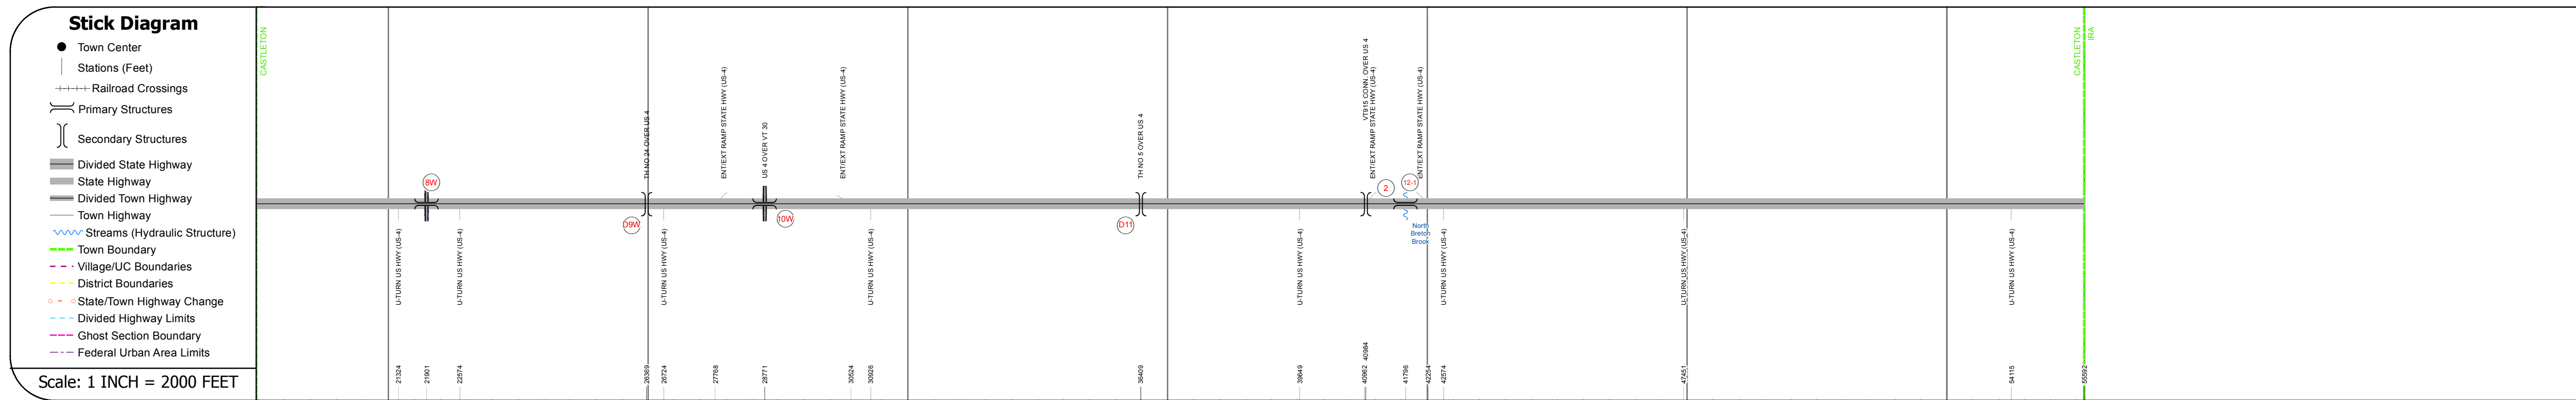 Stick Diagram
Town Center
Stations (Feet)
Railroad Crossings
Primary Structures
Secondary Structures
Divided State Highway
State Highway
Divided Town Highway
Town Highway
Streams (Hydraulic Structure)
Town Boundary
Village/UC Boundaries
District Boundaries
State/Town Highway Change
Divided Highway Limits
Ghost Section Boundary
Federal Urban Area Limits
Scale: 1 INCH = 2000 FEET
CASTLETON
8W
U-TURN US HWY (US-4)
U-TURN US HWY (US-4)
TH NO 24 OVER US 4
D9W
U-TURN US HWY (US-4)
ENT/EXT RAMP STATE HWY (US-4)
US 4 OVER VT 30
10W
ENT/EXT RAMP STATE HWY (US-4)
U-TURN US HWY (US-4)
TH NO 5 OVER US 4
D11
U-TURN US HWY (US-4)
VT915 CONN. OVER US 4
ENT/EXT RAMP STATE HWY (US-4)
2
12-1
ENT/EXT RAMP STATE HWY (US-4)
North
Breton
Brook
U-TURN US HWY (US-4)
U-TURN US HWY (US-4)
U-TURN US HWY (US-4)
CASTLETON
IRA
21324
21901
22574
28369
28724
27768
28771
30524
30926
36409
39649
40962 40984
41796
42254
42574
47451
54115
55592